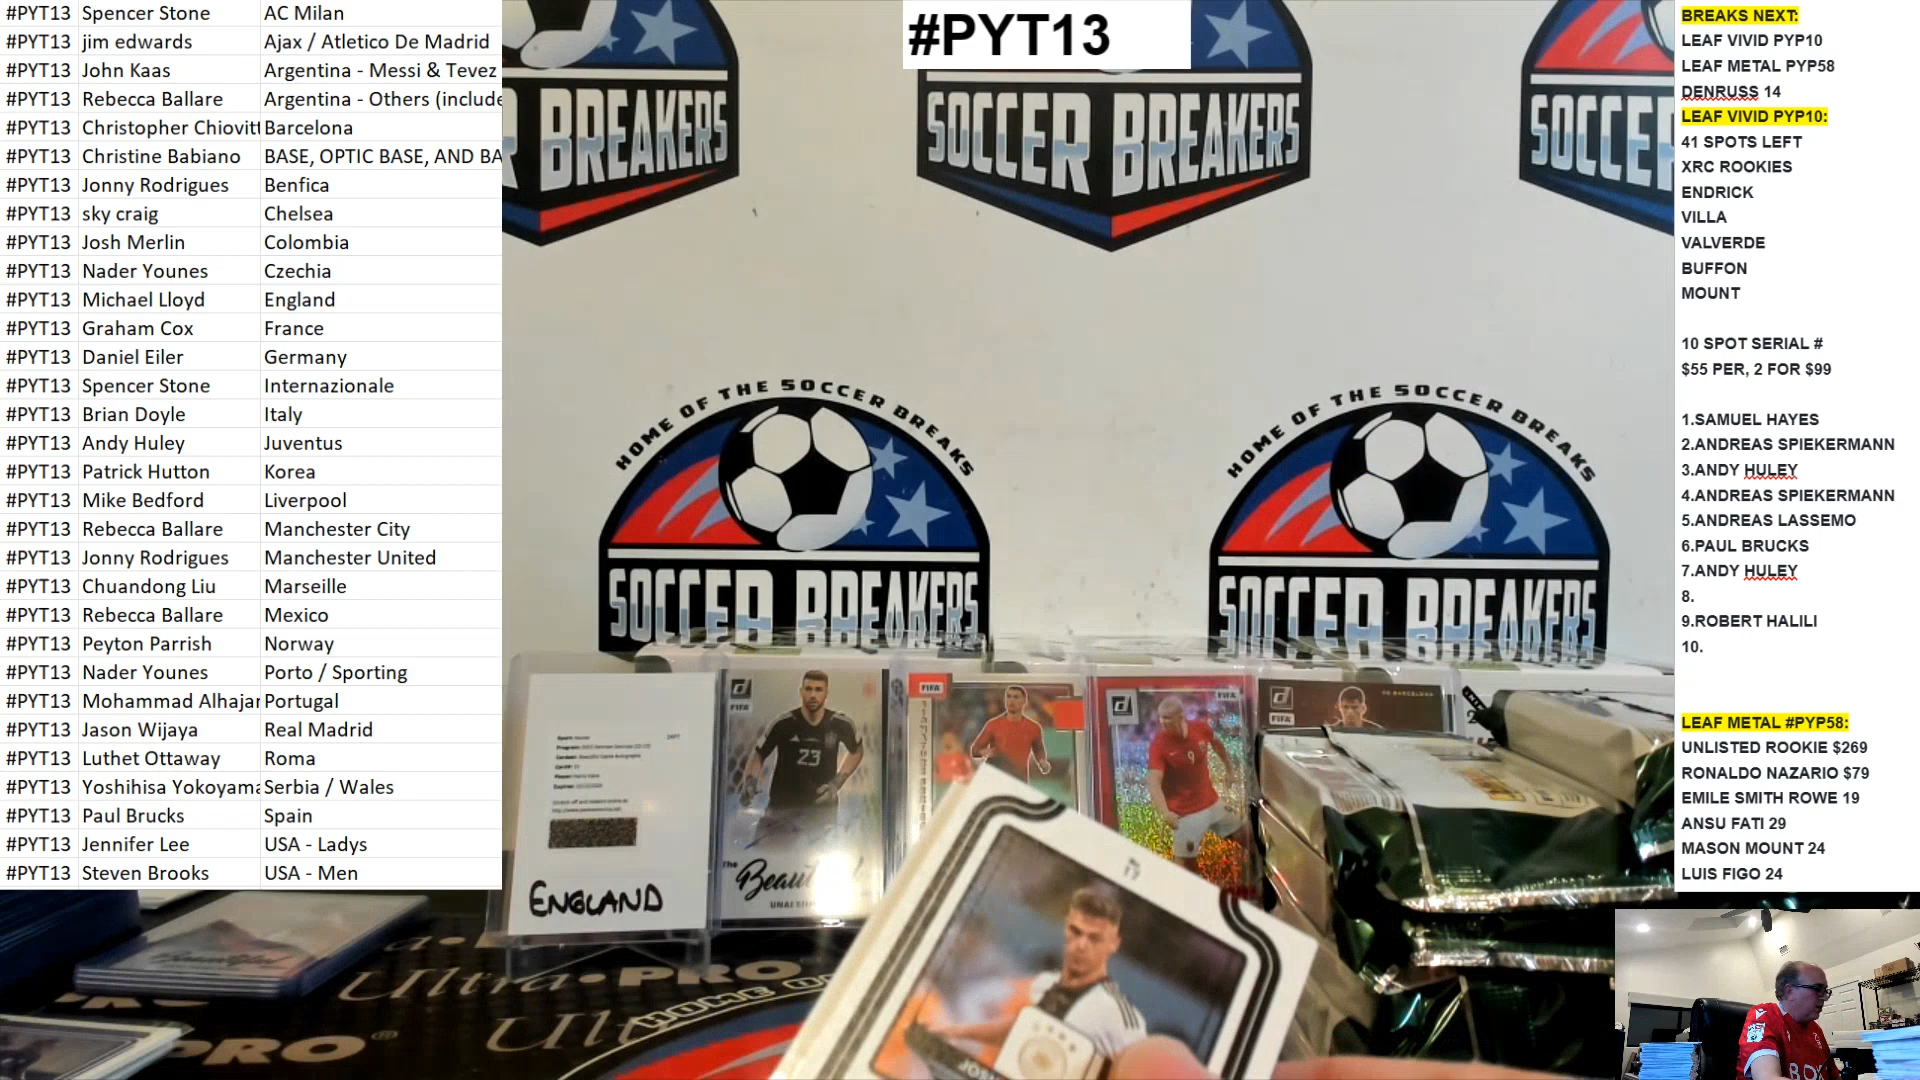 #PYT13 Spencer Stone AC Milan
#PYT13 jim edwards Ajax / Atletico De Madrid
#PYT13 John Kaas Argentina - Messi & Tevez
#PYT13 Rebecca Ballare Argentina - Others (include
#PYT13 Christopher Chiovitt Barcelona
#PYT13 Christine Babiano BASE, OPTIC BASE, AND BA
#PYT13 Jonny Rodrigues Benfica
#PYT13 sky craig Chelsea
#PYT13 Josh Merlin Colombia
#PYT13 Nader Younes Czechia
#PYT13 Michael Lloyd England
#PYT13 Graham Cox France
#PYT13 Daniel Eiler Germany
#PYT13 Spencer Stone Internazionale
#PYT13 Brian Doyle Italy
#PYT13 Andy Huley Juventus
#PYT13 Patrick Hutton Korea
#PYT13 Mike Bedford Liverpool
#PYT13 Rebecca Ballare Manchester City
#PYT13 Jonny Rodrigues Manchester United
#PYT13 Chuandong Liu Marseille
#PYT13 Rebecca Ballare Mexico
#PYT13 Peyton Parrish Norway
#PYT13 Nader Younes Porto / Sporting
#PYT13 Mohammad Alhajar Portugal
#PYT13 Jason Wijaya Real Madrid
#PYT13 Luthet Ottaway Roma
#PYT13 Yoshihisa Yokoyama Serbia / Wales
#PYT13 Paul Brucks Spain
#PYT13 Jennifer Lee USA - Ladys
#PYT13 Steven Brooks USA - Men
#PYT13
R BREAKERS
SOCCER BREAKERS
SOCCE
HOME OF THE SOCCER BREAKS
SOCCER BREAKERS
HOME OF THE SOCCER BREAKS
SOCCER BREAKERS
ENGLAND
FIFA
23
The
Beau
UNAI
FIFA
FIFA
9
FIFA
Ultra PRO
HOME O
PRO
Ul
BREAKS NEXT:
LEAF VIVID PYP10
LEAF METAL PYP58
DENRUSS 14
LEAF VIVID PYP10:
41 SPOTS LEFT
XRC ROOKIES
ENDRICK
VILLA
VALVERDE
BUFFON
MOUNT
10 SPOT SERIAL #
$55 PER, 2 FOR $99
1.SAMUEL HAYES
2.ANDREAS SPIEKERMANN
3.ANDY HULEY
4.ANDREAS SPIEKERMANN
5.ANDREAS LASSEMO
6.PAUL BRUCKS
7.ANDY HULEY
8.
9.ROBERT HALILI
10.
LEAF METAL #PYP58:
UNLISTED ROOKIE $269
RONALDO NAZARIO $79
EMILE SMITH ROWE 19
ANSU FATI 29
MASON MOUNT 24
LUIS FIGO 24